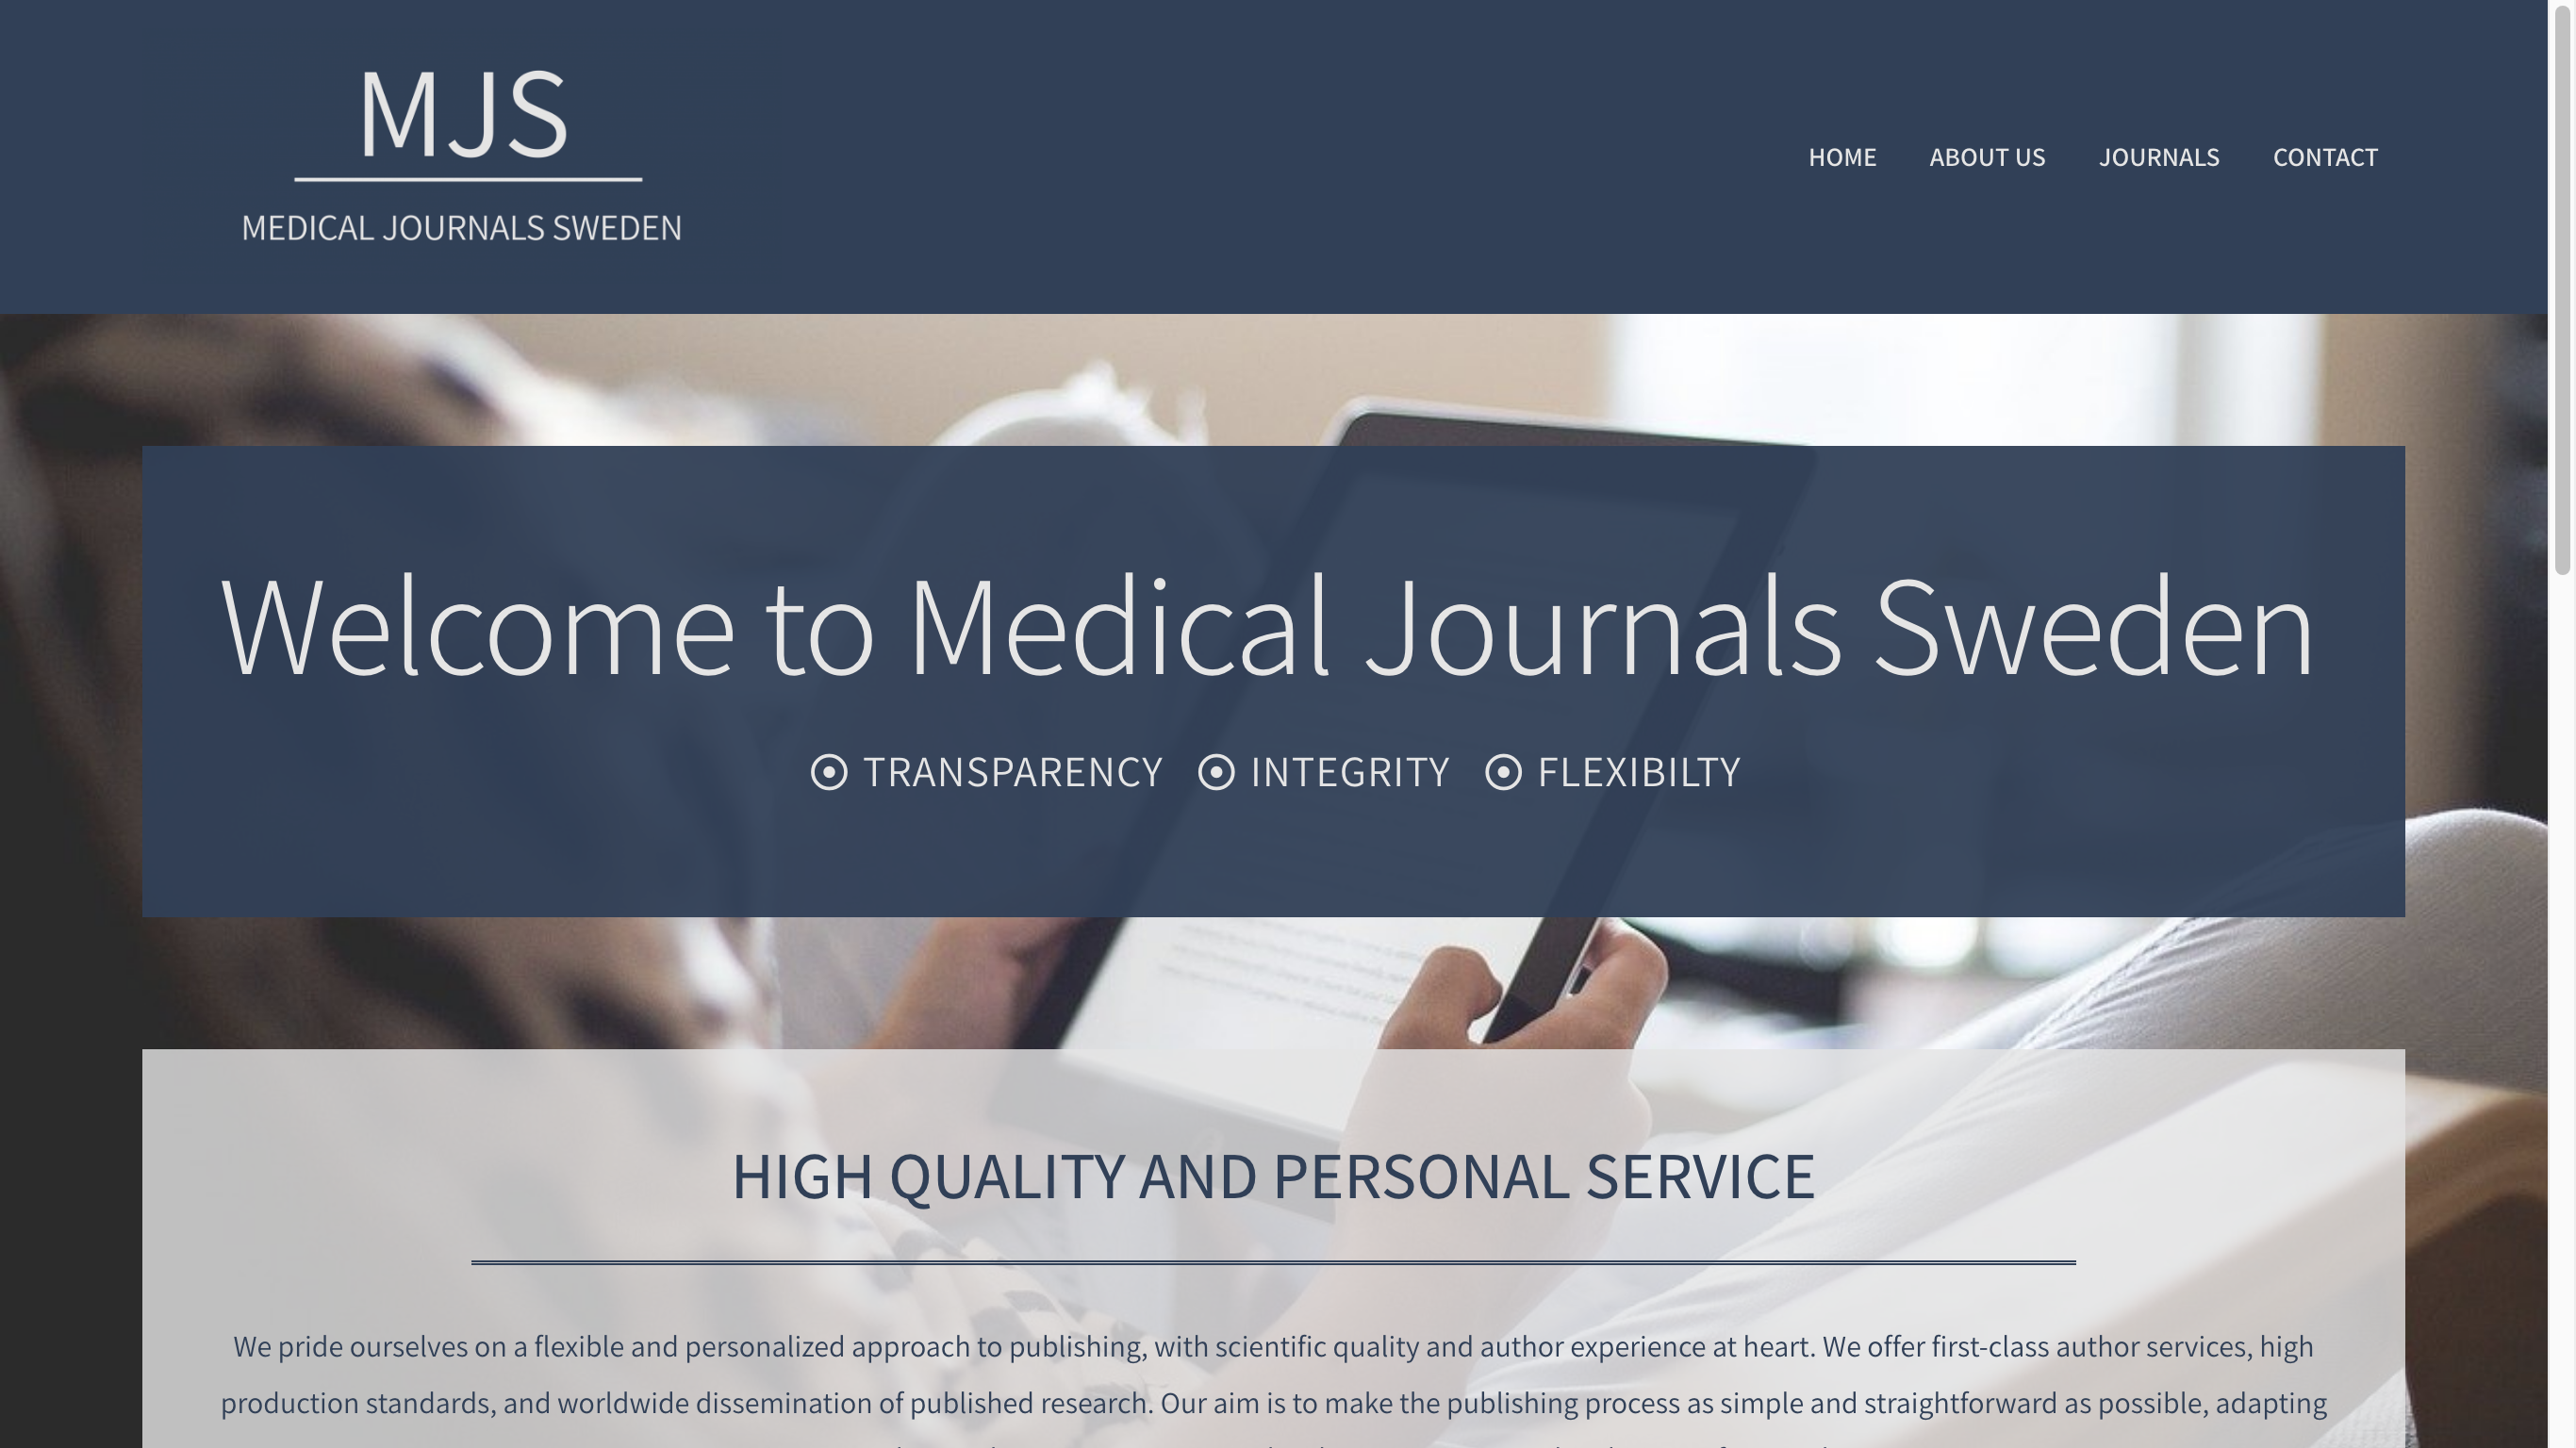 MJS
MEDICAL JOURNALS SWEDEN
HOME ABOUT US JOURNALS CONTACT
Welcome to Medical Journals Sweden
TRANSPARENCY INTEGRITY FLEXIBILTY
HIGH QUALITY AND PERSONAL SERVICE
We pride ourselves on a flexible and personalized approach to publishing, with scientific quality and author experience at heart. We offer first-class author services, high
production standards, and worldwide dissemination of published research. Our aim is to make the publishing process as simple and straightforward as possible, adapting